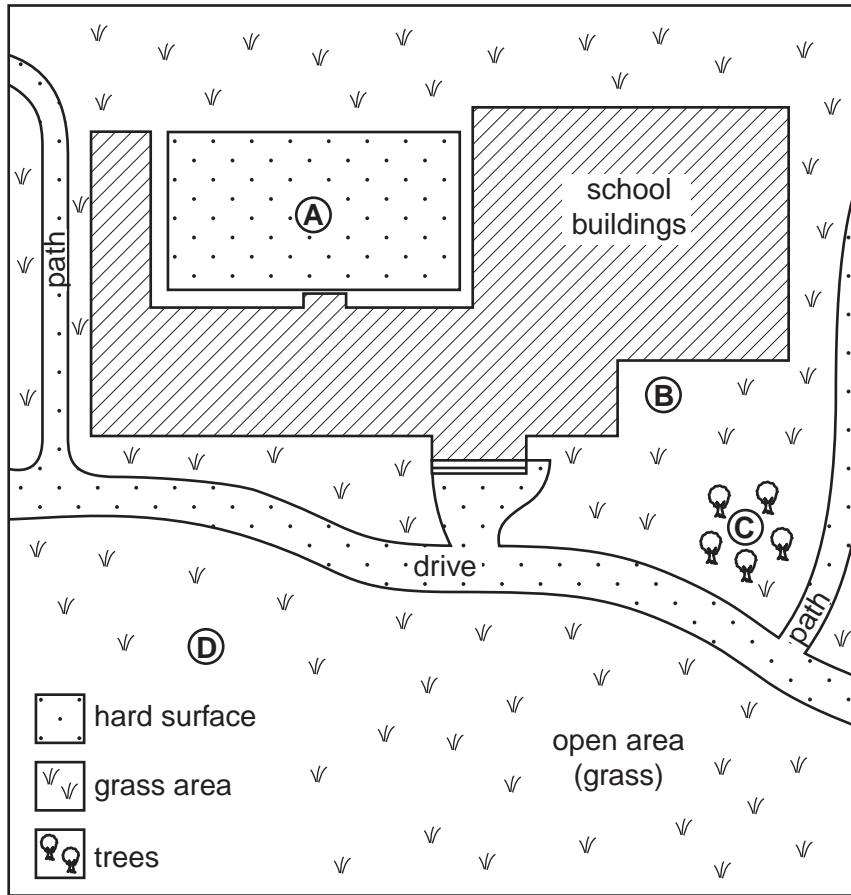 school
buildings
A
path
B
C
drive
path
D
hard surface
open area
(grass)
grass area
trees